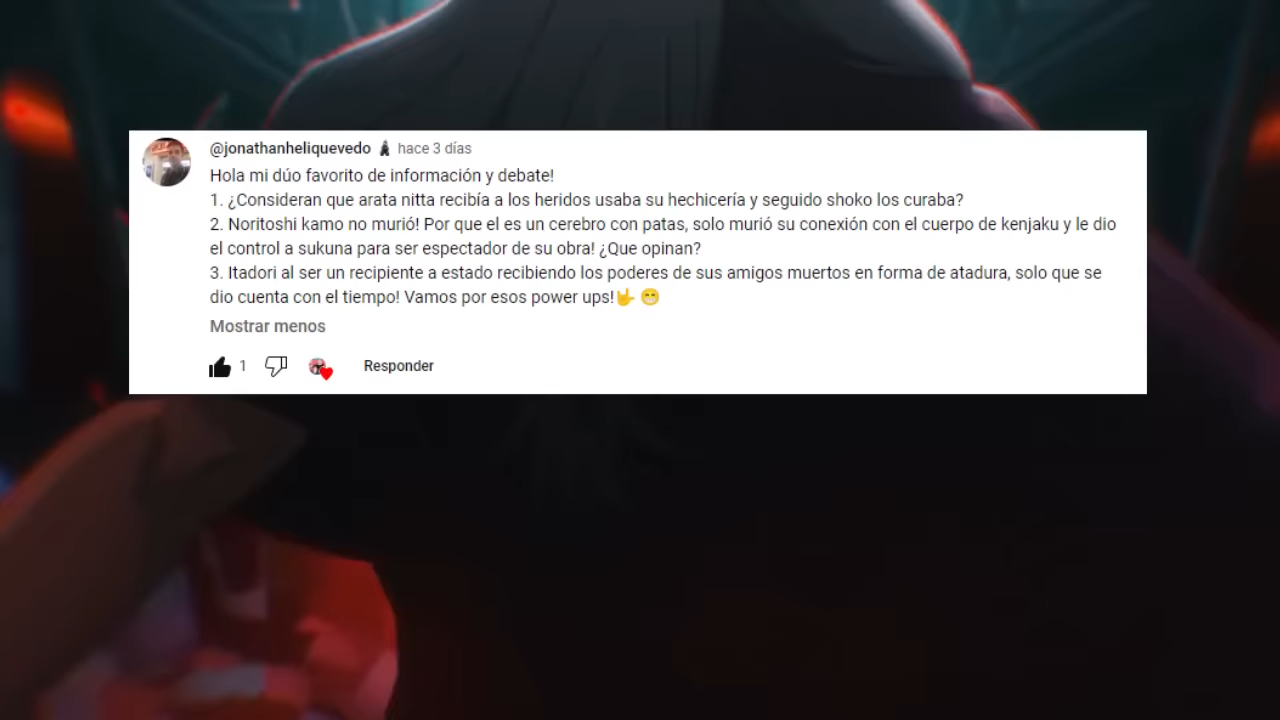 @jonathanheliquevedo hace 3 días
Hola mi dúo favorito de información y debate!
1. ¿Consideran que arata nitta recibía a los heridos usaba su hechicería y seguido shoko los curaba?
2. Noritoshi kamo no murió! Por que el es un cerebro con patas, solo murió su conexión con el cuerpo de kenjaku y le dio
el control a sukuna para ser espectador de su obra! ¿Que opinan?
3. Itadori al ser un recipiente a estado recibiendo los poderes de sus amigos muertos en forma de atadura, solo que se
dio cuenta con el tiempo! Vamos por esos power ups!🤟 😁
Mostrar menos
1 Responder